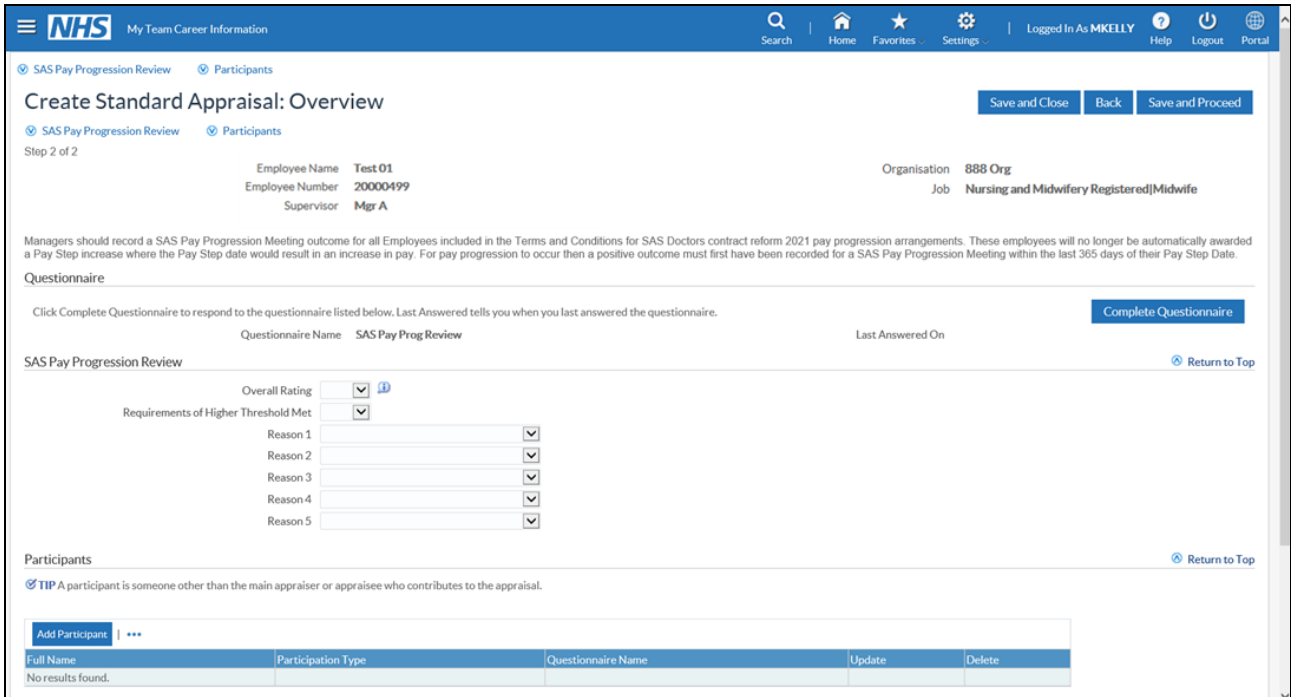 NHS My Team Career Information Search | Home Favorites Settings | Logged In As MKELLY Help Logout Portal
SAS Pay Progression Review Participants
Create Standard Appraisal: Overview Save and Close Back Save and Proceed
SAS Pay Progression Review Participants
Step 2 of 2
Employee Name Test 01 Organisation 888 Org
Employee Number 20000499 Job Nursing and Midwifery Registered|Midwife
Supervisor Mgr A
Managers should record a SAS Pay Progression Meeting outcome for all Employees included in the Terms and Conditions for SAS Doctors contract reform 2021 pay progression arrangements. These employees will no longer be automatically awarded
a Pay Step increase where the Pay Step date would result in an increase in pay. For pay progression to occur then a positive outcome must first have been recorded for a SAS Pay Progression Meeting within the last 365 days of their Pay Step Date.
Questionnaire
Click Complete Questionnaire to respond to the questionnaire listed below. Last Answered tells you when you last answered the questionnaire. Complete Questionnaire
Questionnaire Name SAS Pay Prog Review Last Answered On
SAS Pay Progression Review Return to Top
Overall Rating
Requirements of Higher Threshold Met
Reason 1
Reason 2
Reason 3
Reason 4
Reason 5
Participants Return to Top
TIP A participant is someone other than the main appraiser or appraisee who contributes to the appraisal.
Add Participant | •••
Full Name Participation Type Questionnaire Name Update Delete
No results found.